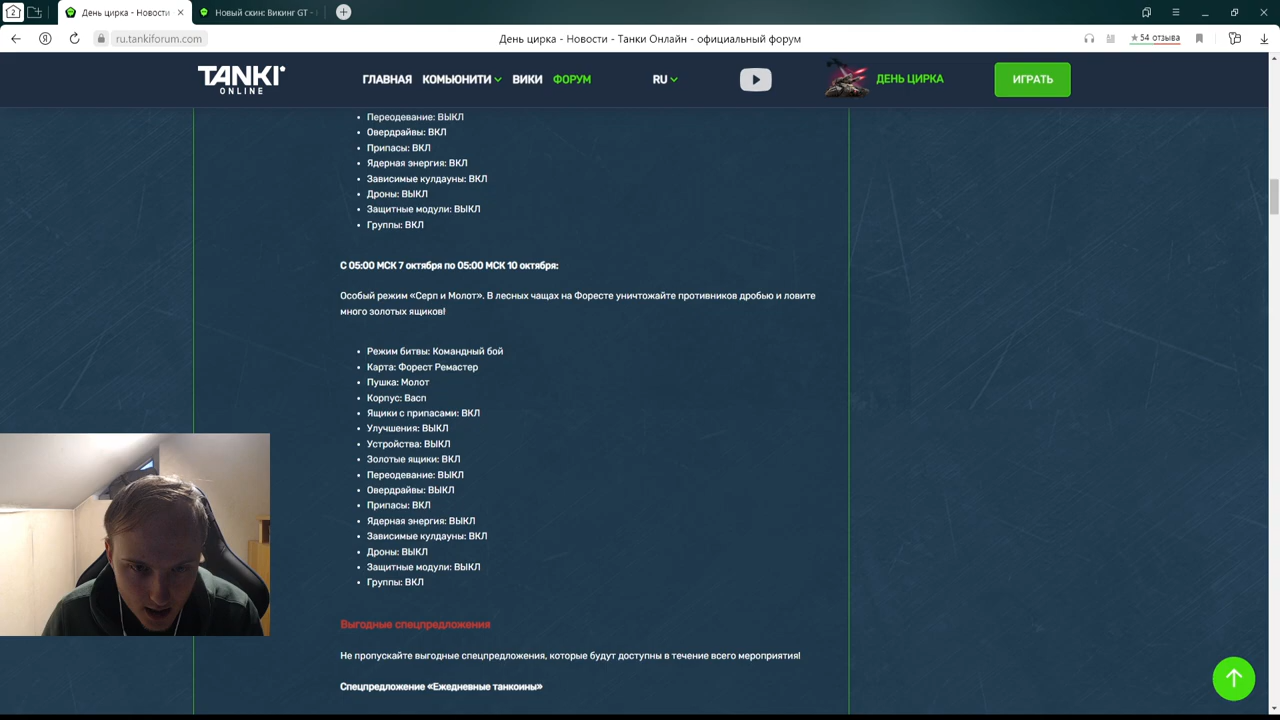 2
День цирка - Новости
Новый скин: Викинг GT -
ru.tankiforum.com
День цирка - Новости - Танки Онлайн - официальный форум
★54 отзыва
TANKI
ONLINE
ГЛАВНАЯ
КОМЬЮНИТИ
ВИКИ
ФОРУМ
RU
ДЕНЬ ЦИРКА
ИГРАТЬ
• Переодевание: ВЫКЛ
• Овердрайвы: ВКЛ
• Припасы: ВКЛ
• Ядерная энергия: ВКЛ
• Зависимые кулдауны: ВКЛ
• Дроны: ВЫКЛ
• Защитные модули: ВЫКЛ
• Группы: ВКЛ
С 05:00 МСК 7 октября по 05:00 МСК 10 октября:
Особый режим «Серп и Молот». В лесных чащах на Форесте уничтожайте противников дробью и ловите
много золотых ящиков!
• Режим битвы: Командный бой
• Карта: Форест Ремастер
• Пушка: Молот
• Корпус: Васп
• Ящики с припасами: ВКЛ
• Улучшения: ВЫКЛ
• Устройства: ВЫКЛ
• Золотые ящики: ВКЛ
• Переодевание: ВЫКЛ
• Овердрайвы: ВЫКЛ
• Припасы: ВКЛ
• Ядерная энергия: ВЫКЛ
• Зависимые кулдауны: ВКЛ
• Дроны: ВЫКЛ
• Защитные модули: ВЫКЛ
• Группы: ВКЛ
Выгодные спецпредложения
Не пропускайте выгодные спецпредложения, которые будут доступны в течение всего мероприятия!
Спецпредложение «Ежедневные танкоины»